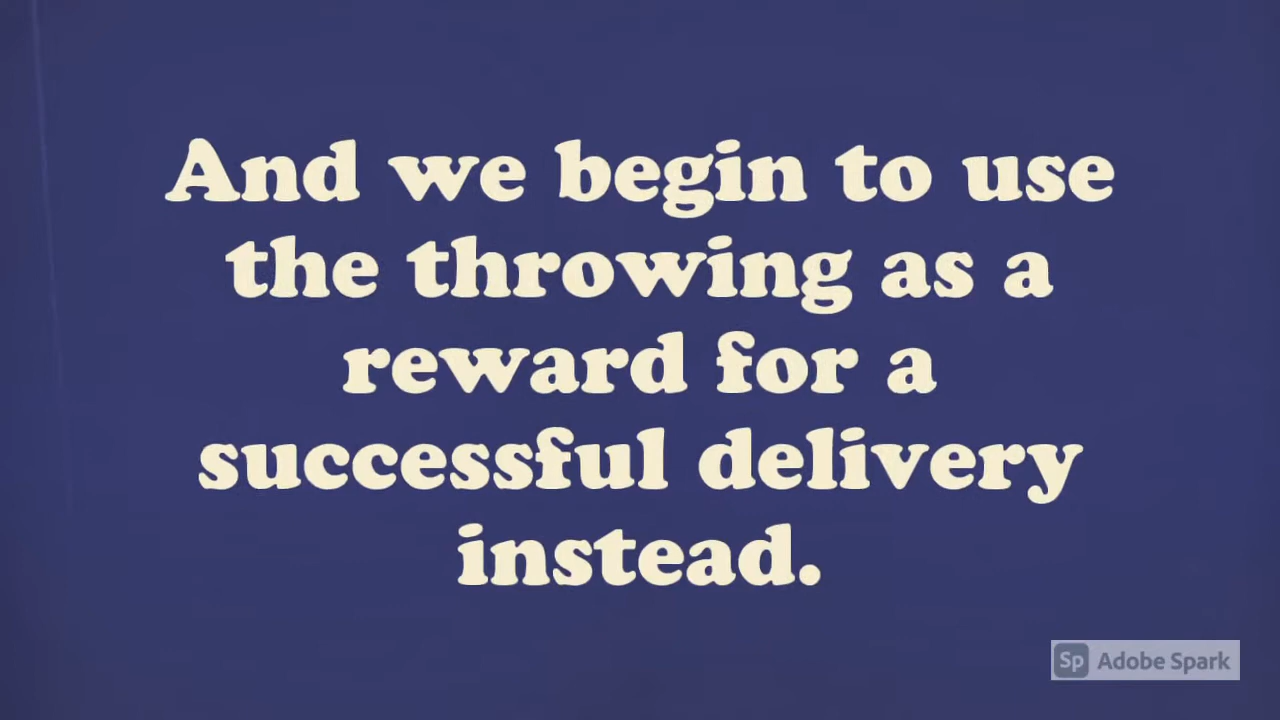 And we begin to use
the throwing as a
reward for a
successful delivery
instead.
Sp Adobe Spark